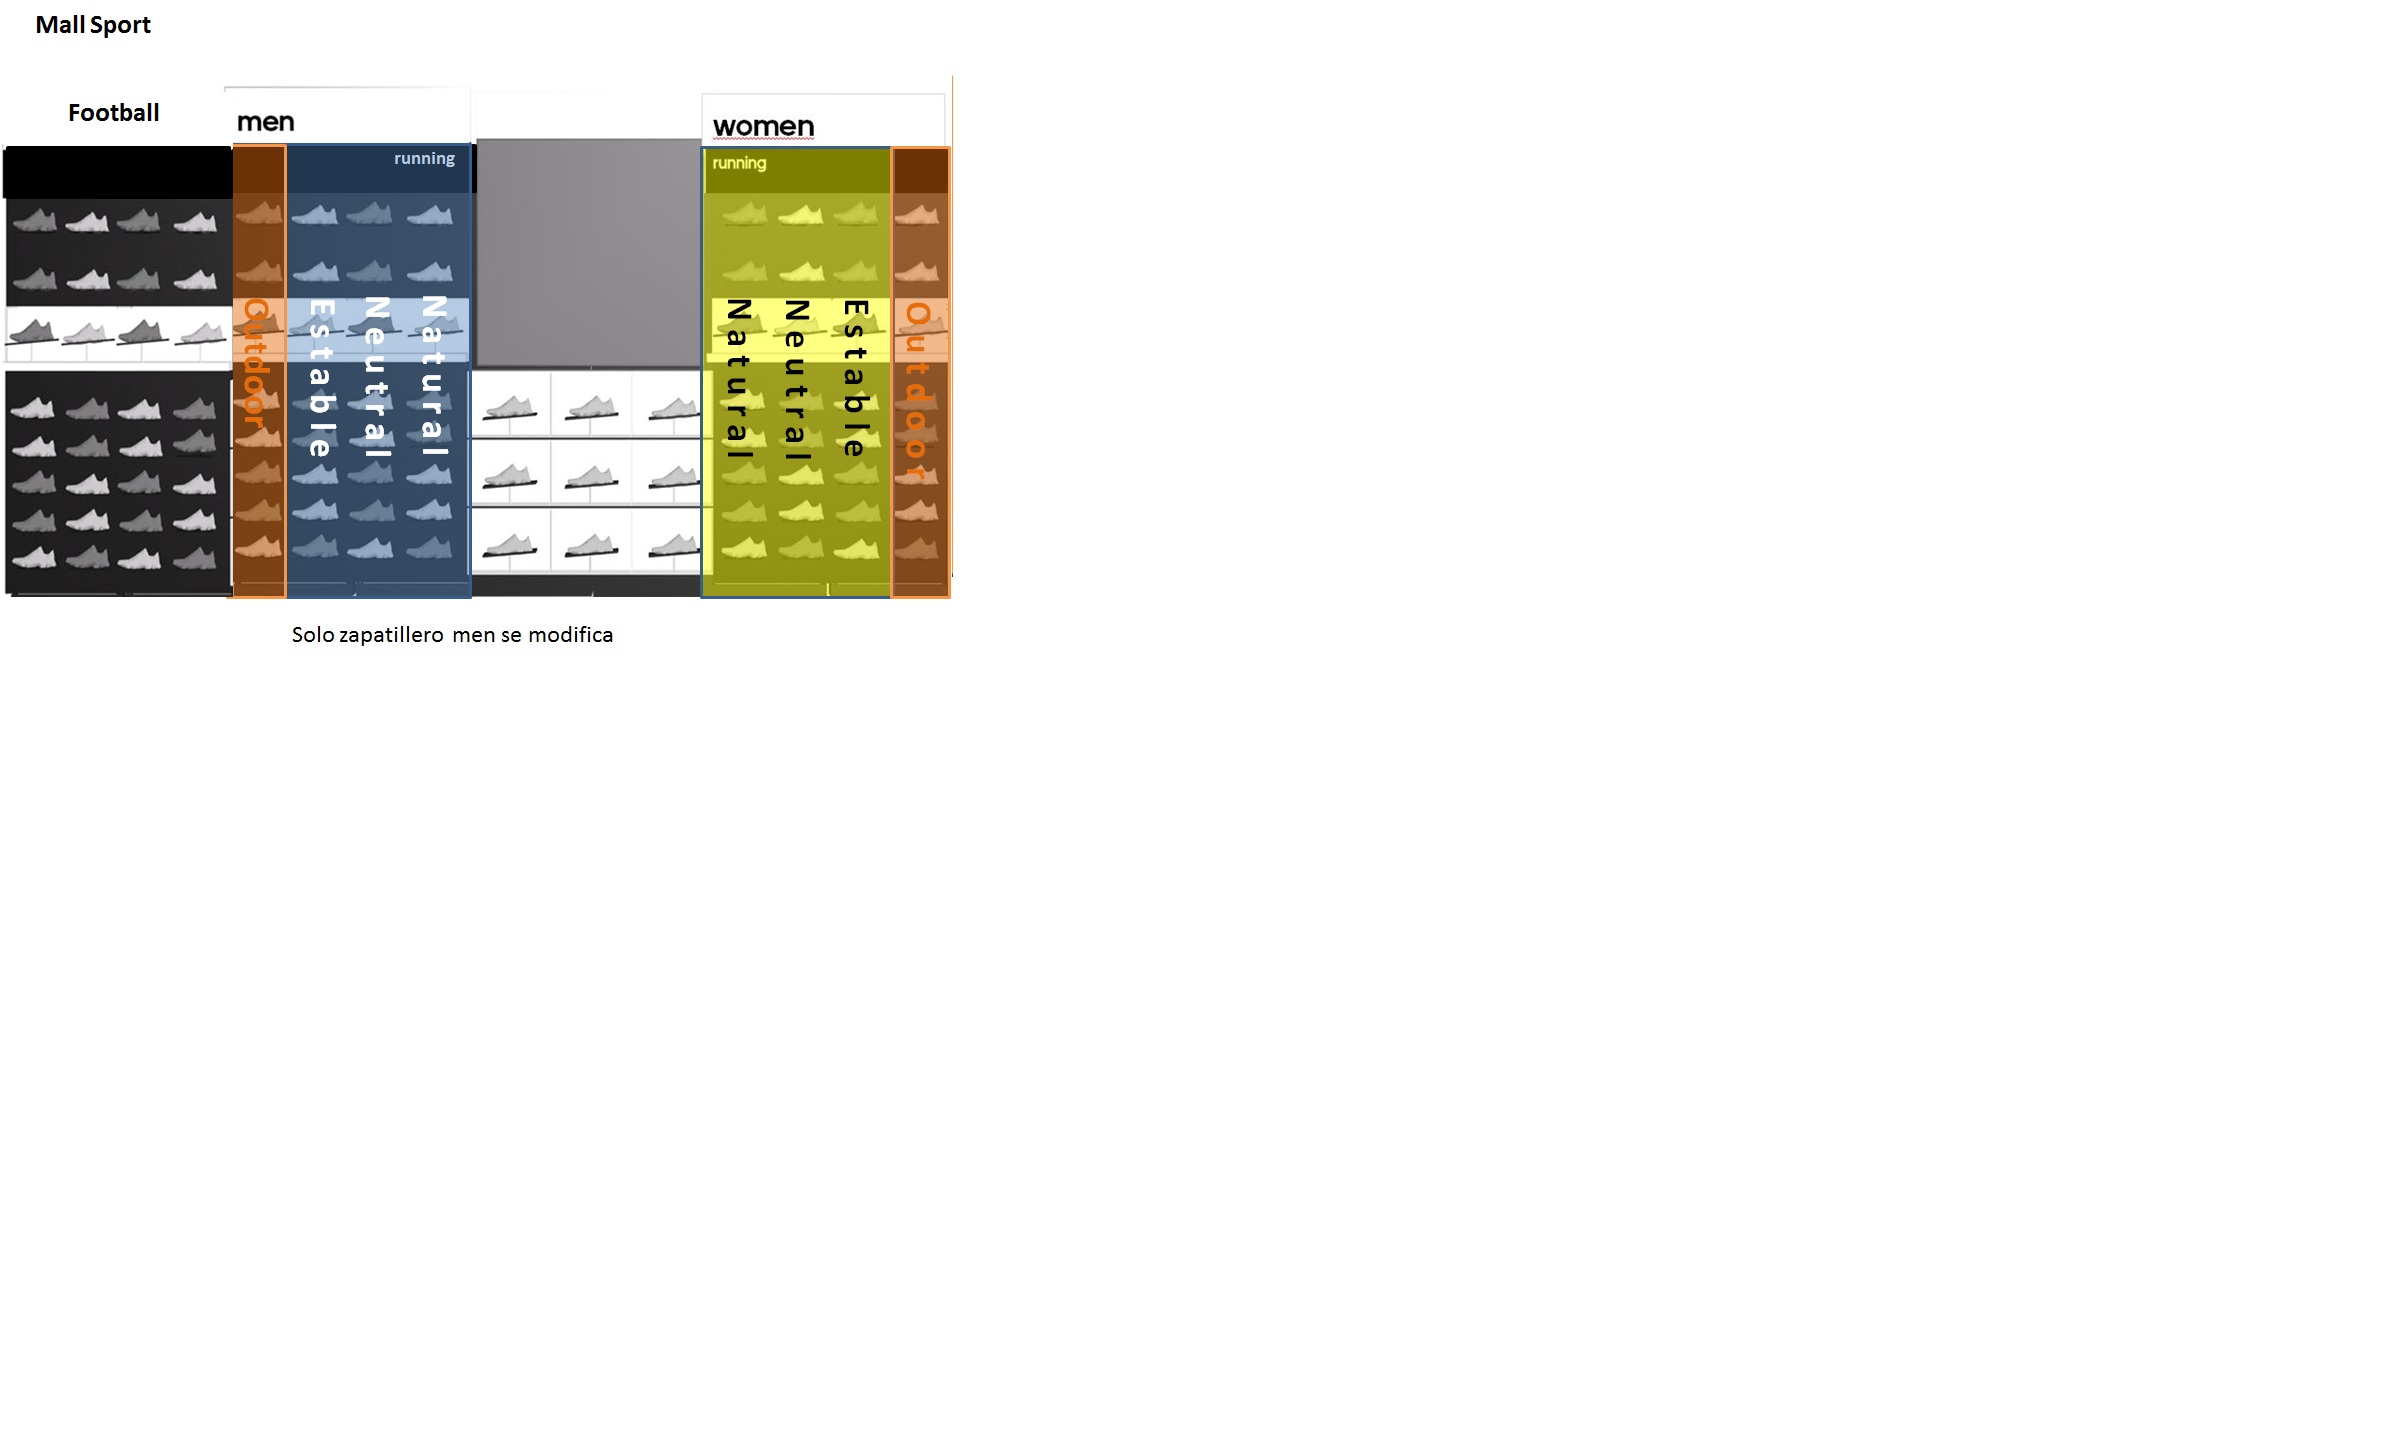 Mall Sport
Football
men
women
running
running
Outdoor
Estable
Neutral
Natural
Natural
Neutral
Estable
Outdoor
Solo zapatillero men se modifica